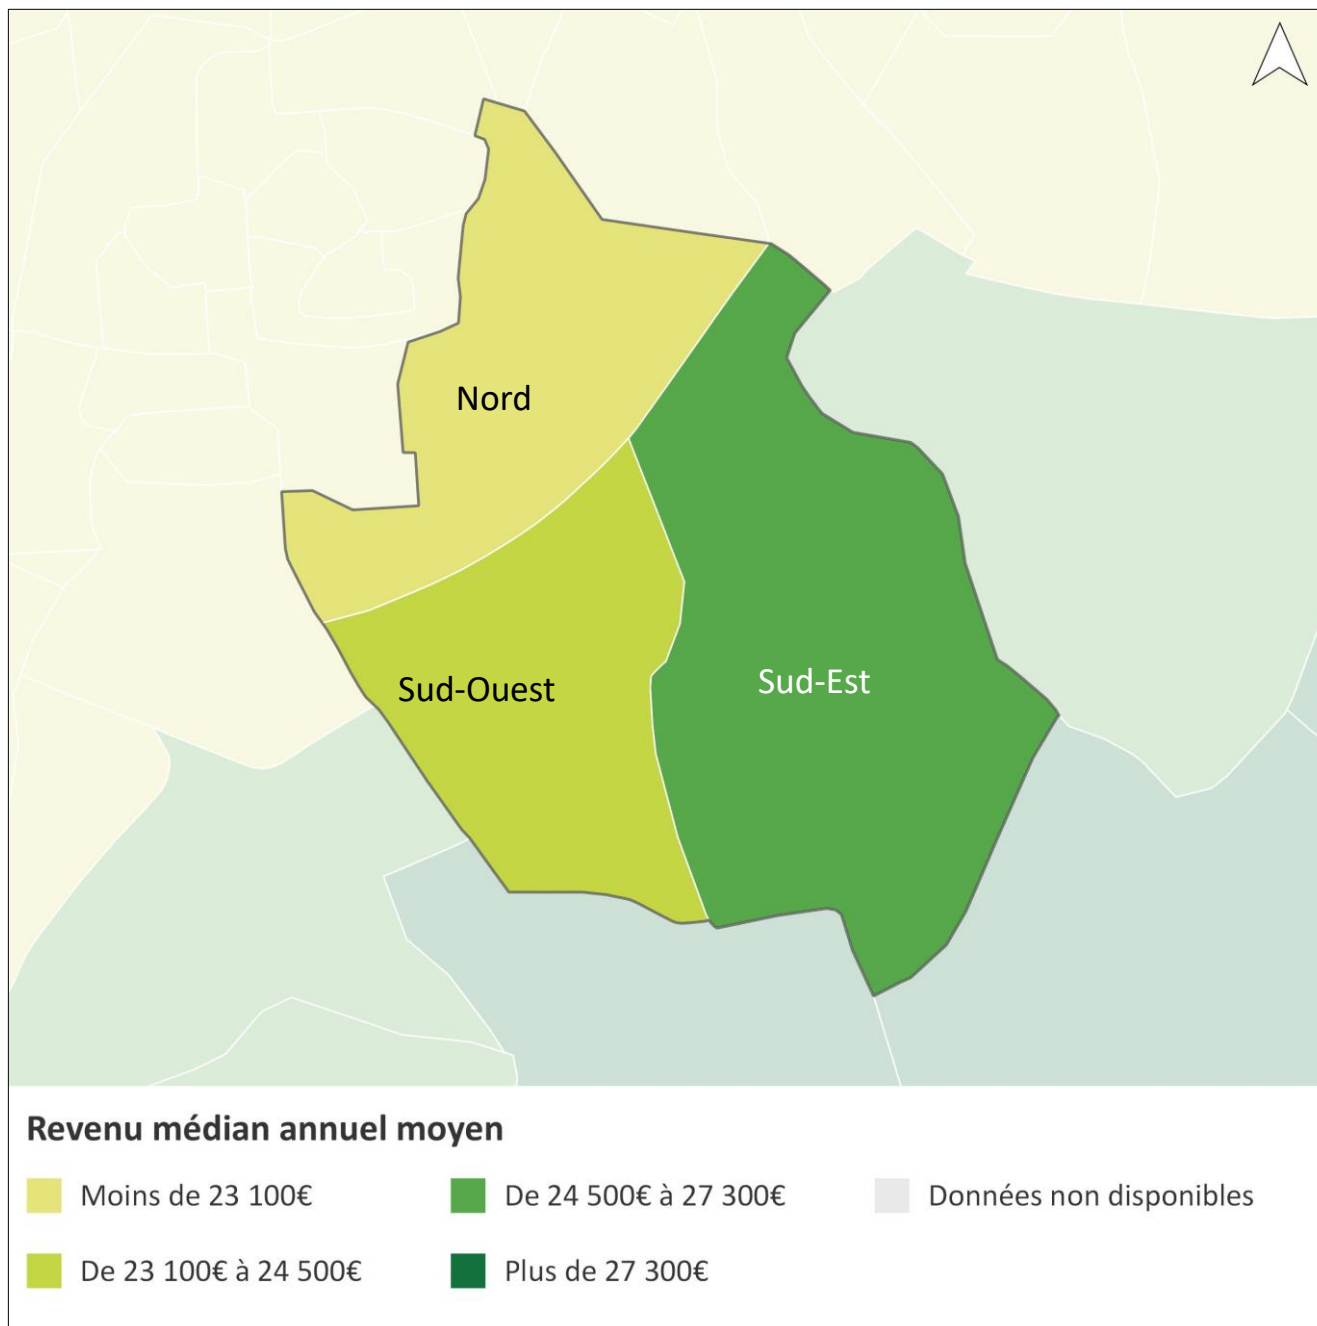 Nord
Sud-Ouest
Sud-Est
Revenu médian annuel moyen
Moins de 23 100€
De 24 500€ à 27 300€
Données non disponibles
De 23 100€ à 24 500€
Plus de 27 300€